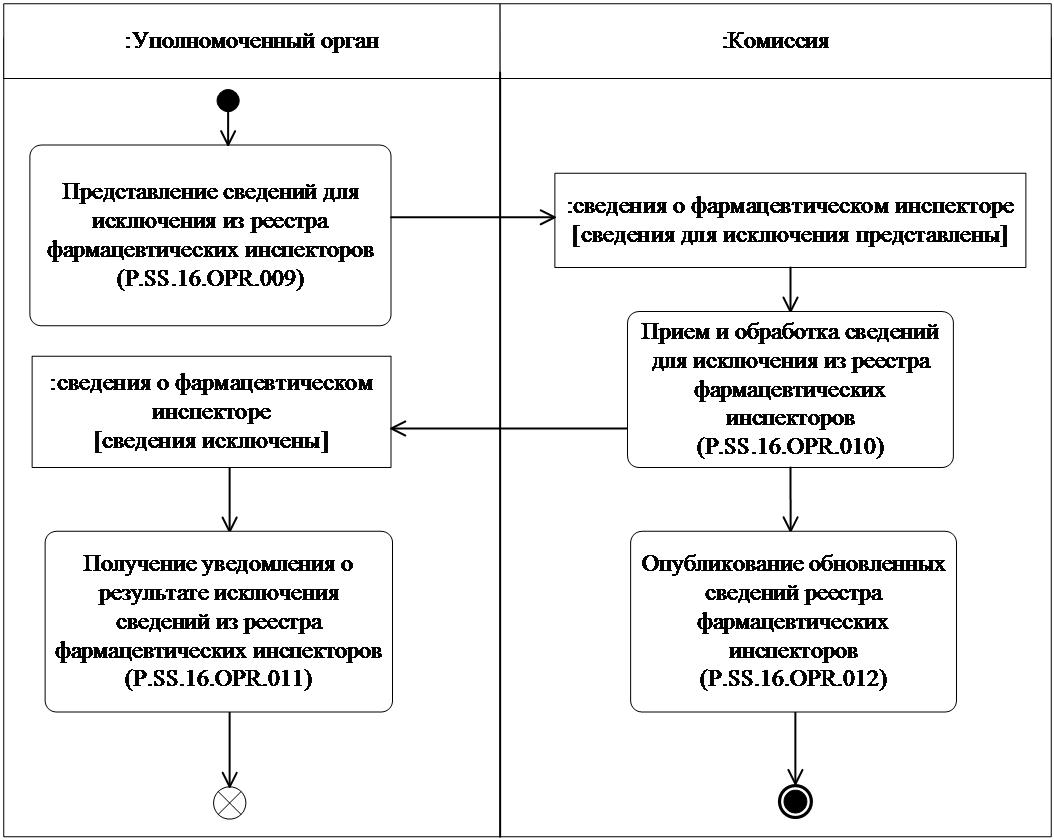 :Уполномоченный орган
:Комиссия
Представление сведений для
исключения из реестра
фармацевтических инспекторов
(P.SS.16.OPR.009)
:сведения о фармацевтическом инспекторе
[сведения для исключения представлены]
Прием и обработка сведений
для исключения из реестра
фармацевтических
инспекторов
(P.SS.16.OPR.010)
:сведения о фармацевтическом
инспекторе
[сведения исключены]
Получение уведомления о
результате исключения
сведений из реестра
фармацевтических инспекторов
(P.SS.16.OPR.011)
Опубликование обновленных
сведений реестра
фармацевтических
инспекторов
(P.SS.16.OPR.012)